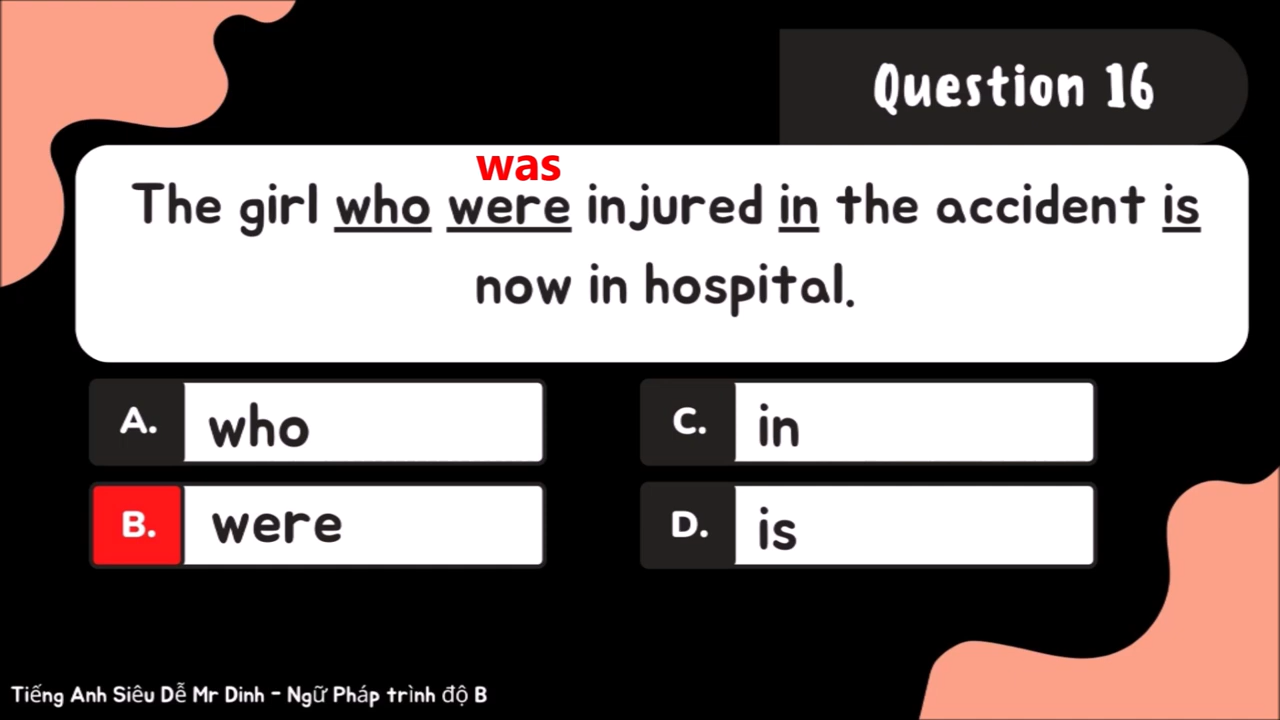 Question 16
was
The girl who were injured in the accident is
now in hospital.
A. who
C. in
B. were
D. is
Tiếng Anh Siêu Dễ Mr Dinh - Ngữ Pháp trình độ B